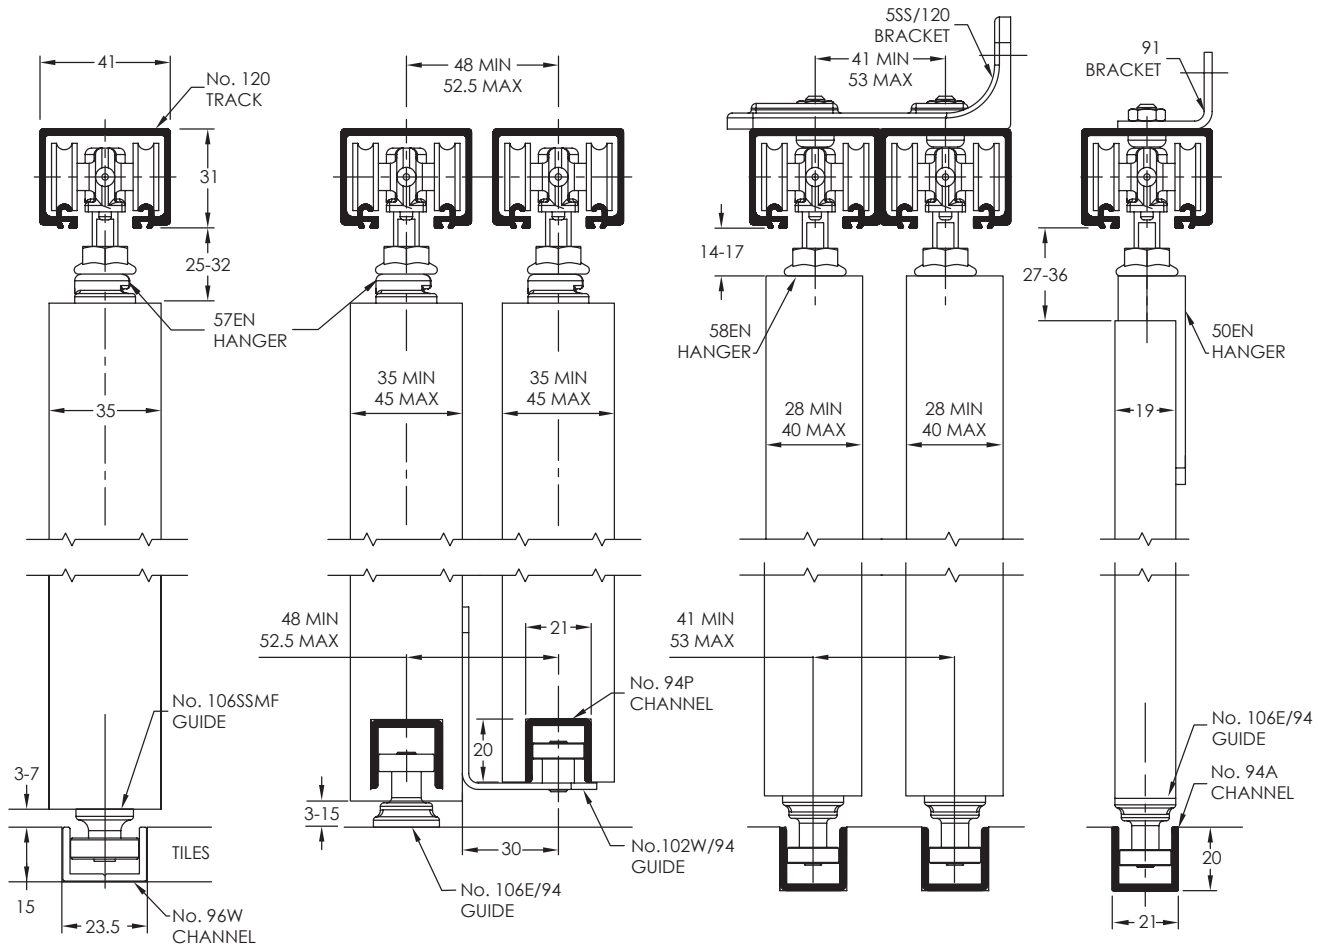 41
No. 120
TRACK
31
25-32
57EN
HANGER
35
No. 106SSMF
GUIDE
3-7
TILES
15
23.5
No. 96W
CHANNEL
48 MIN
52.5 MAX
35 MIN
45 MAX
35 MIN
45 MAX
48 MIN
52.5 MAX
21
No. 94P
CHANNEL
20
3-15
30
No.102W/94
GUIDE
No. 106E/94
GUIDE
5SS/120
BRACKET
41 MIN
53 MAX
14-17
58EN
HANGER
28 MIN
40 MAX
28 MIN
40 MAX
41 MIN
53 MAX
91
BRACKET
27-36
50EN
HANGER
19
No. 106E/94
GUIDE
No. 94A
CHANNEL
20
21